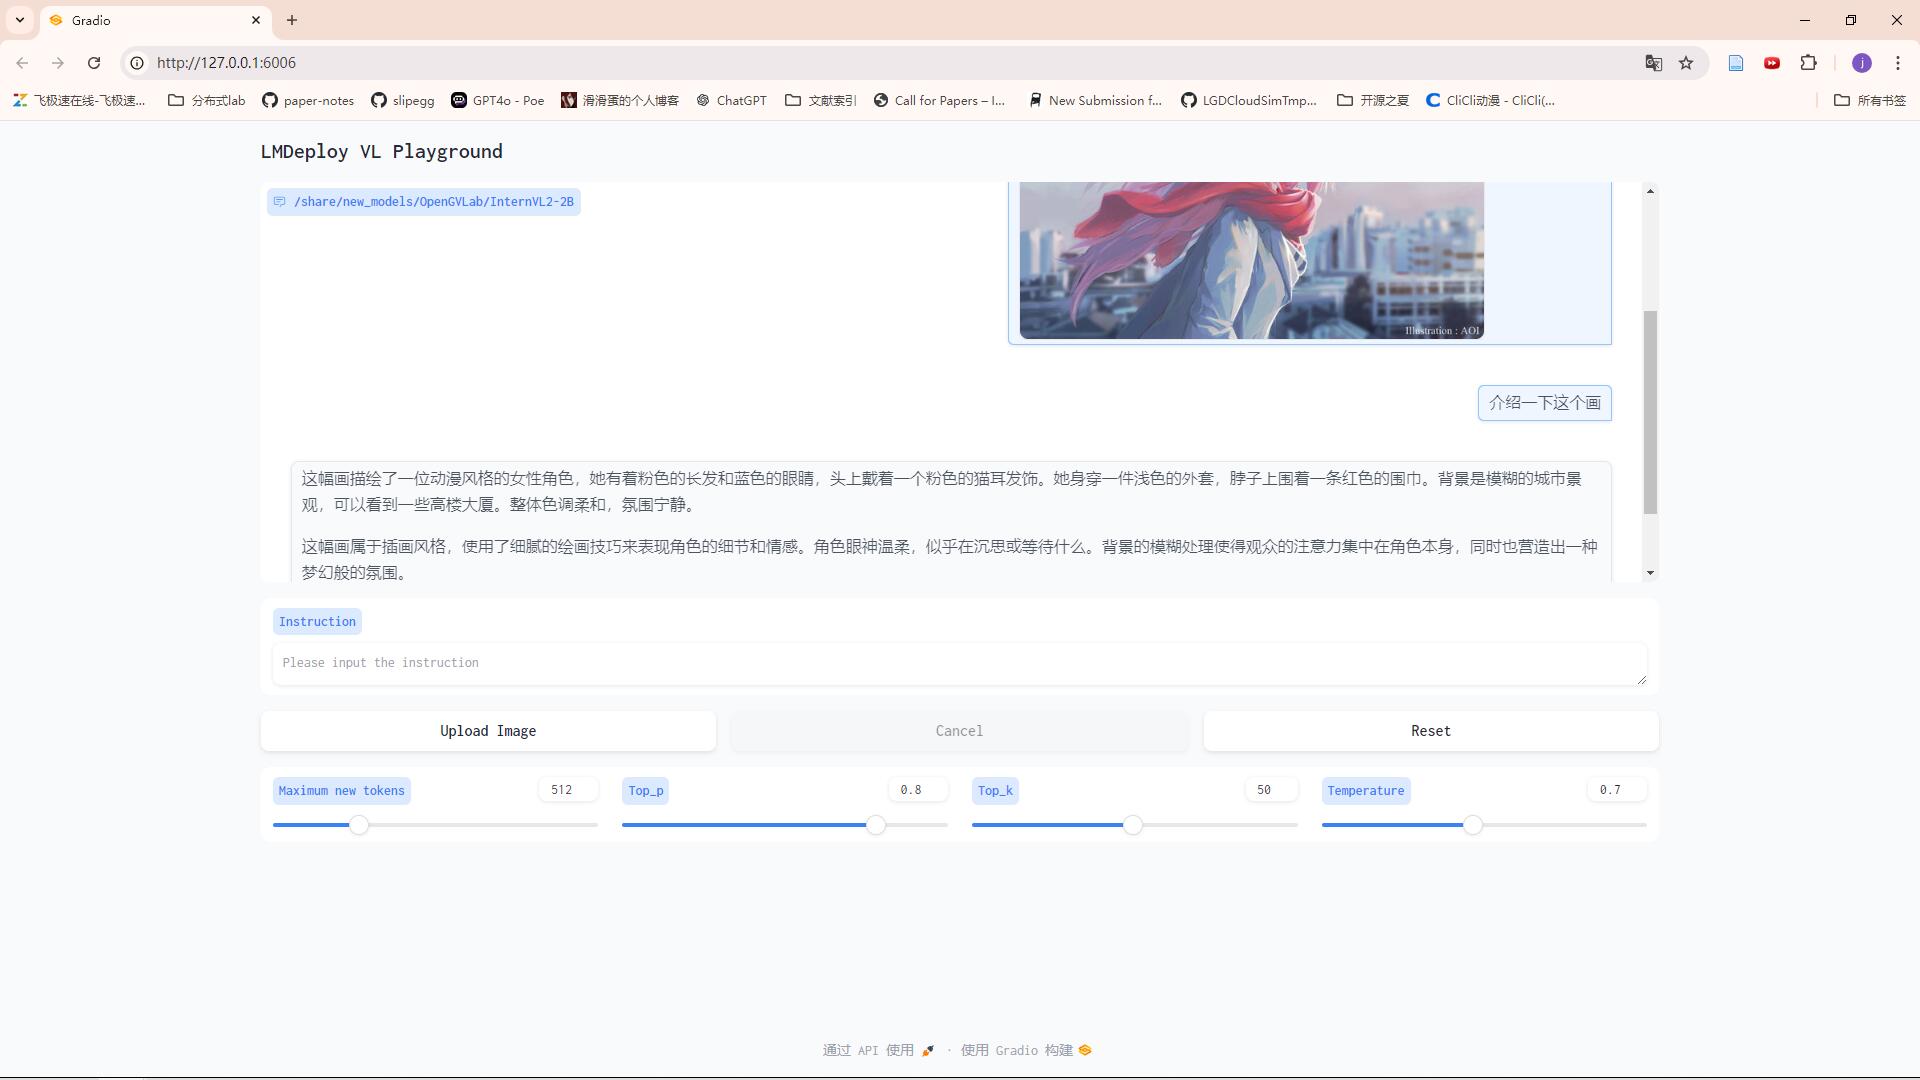 Gradio
http://127.0.0.1:6006
j
飞极速在线-飞极速...
分布式lab
paper-notes
slipegg
GPT4o - Poe
滑滑蛋的个人博客
ChatGPT
文献索引
Call for Papers – I...
New Submission f...
LGDCloudSimTmp...
开源之夏
CliCli动漫 - CliCli(...
所有书签
LMDeploy VL Playground
/share/new_models/OpenGVLab/InternVL2-2B
Illustration : AOI
介绍一下这个画
这幅画描绘了一位动漫风格的女性角色，她有着粉色的长发和蓝色的眼睛，头上戴着一个粉色的猫耳发饰。她身穿一件浅色的外套，脖子上围着一条红色的围巾。背景是模糊的城市景
观，可以看到一些高楼大厦。整体色调柔和，氛围宁静。
这幅画属于插画风格，使用了细腻的绘画技巧来表现角色的细节和情感。角色眼神温柔，似乎在沉思或等待什么。背景的模糊处理使得观众的注意力集中在角色本身，同时也营造出一种
梦幻般的氛围。
Instruction
Please input the instruction
Upload Image
Cancel
Reset
Maximum new tokens
512
Top_p
0.8
Top_k
50
Temperature
0.7
通过 API 使用 · 使用 Gradio 构建